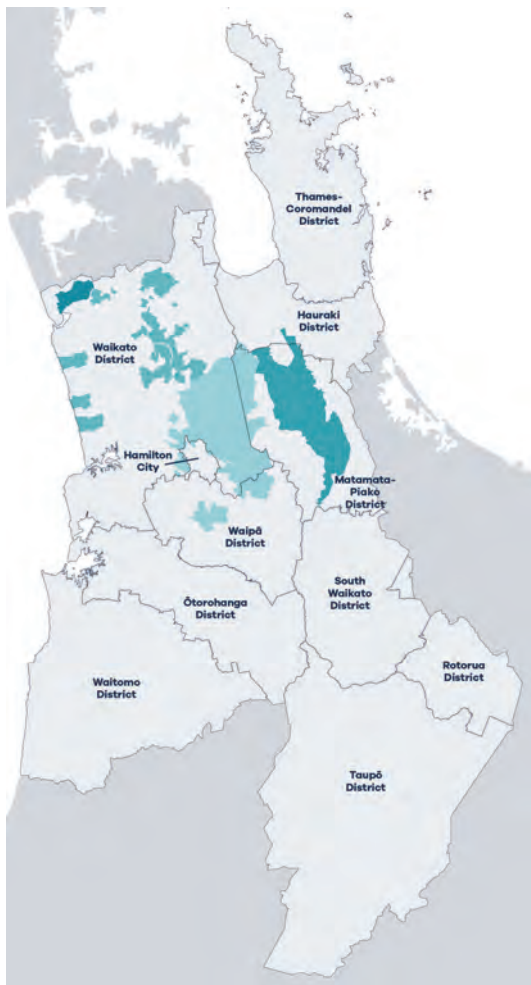 Thames-
Coromandel
District
Hauraki
District
Waikato
District
Hamilton
City
Matamata-
Piako
District
Waipā
District
South
Waikato
District
Ōtorohanga
District
Rotorua
District
Waitomo
District
Taupō
District